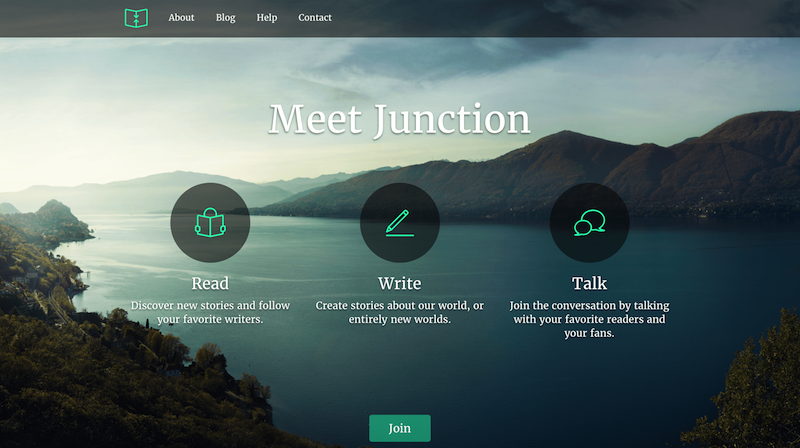 About Blog Help Contact
Meet Junction
Read
Discover new stories and follow
your favorite writers.
Write
Create stories about our world, or
entirely new worlds.
Talk
Join the conversation by talking
with your favorite readers and
your fans.
Join